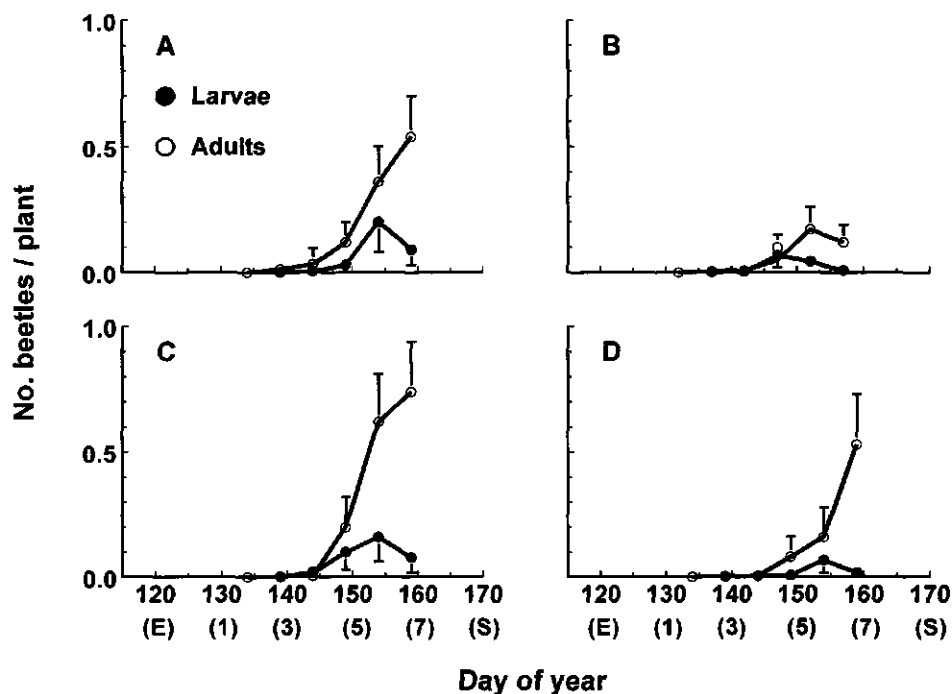 1.0
A
B
● Larvae
○ Adults
0.5
0.0
No. beetles / plant
1.0
C
D
0.5
0.0
120 130 140 150 160 170 120 130 140 150 160 170
(E) (1) (3) (5) (7) (S) (E) (1) (3) (5) (7) (S)
Day of year